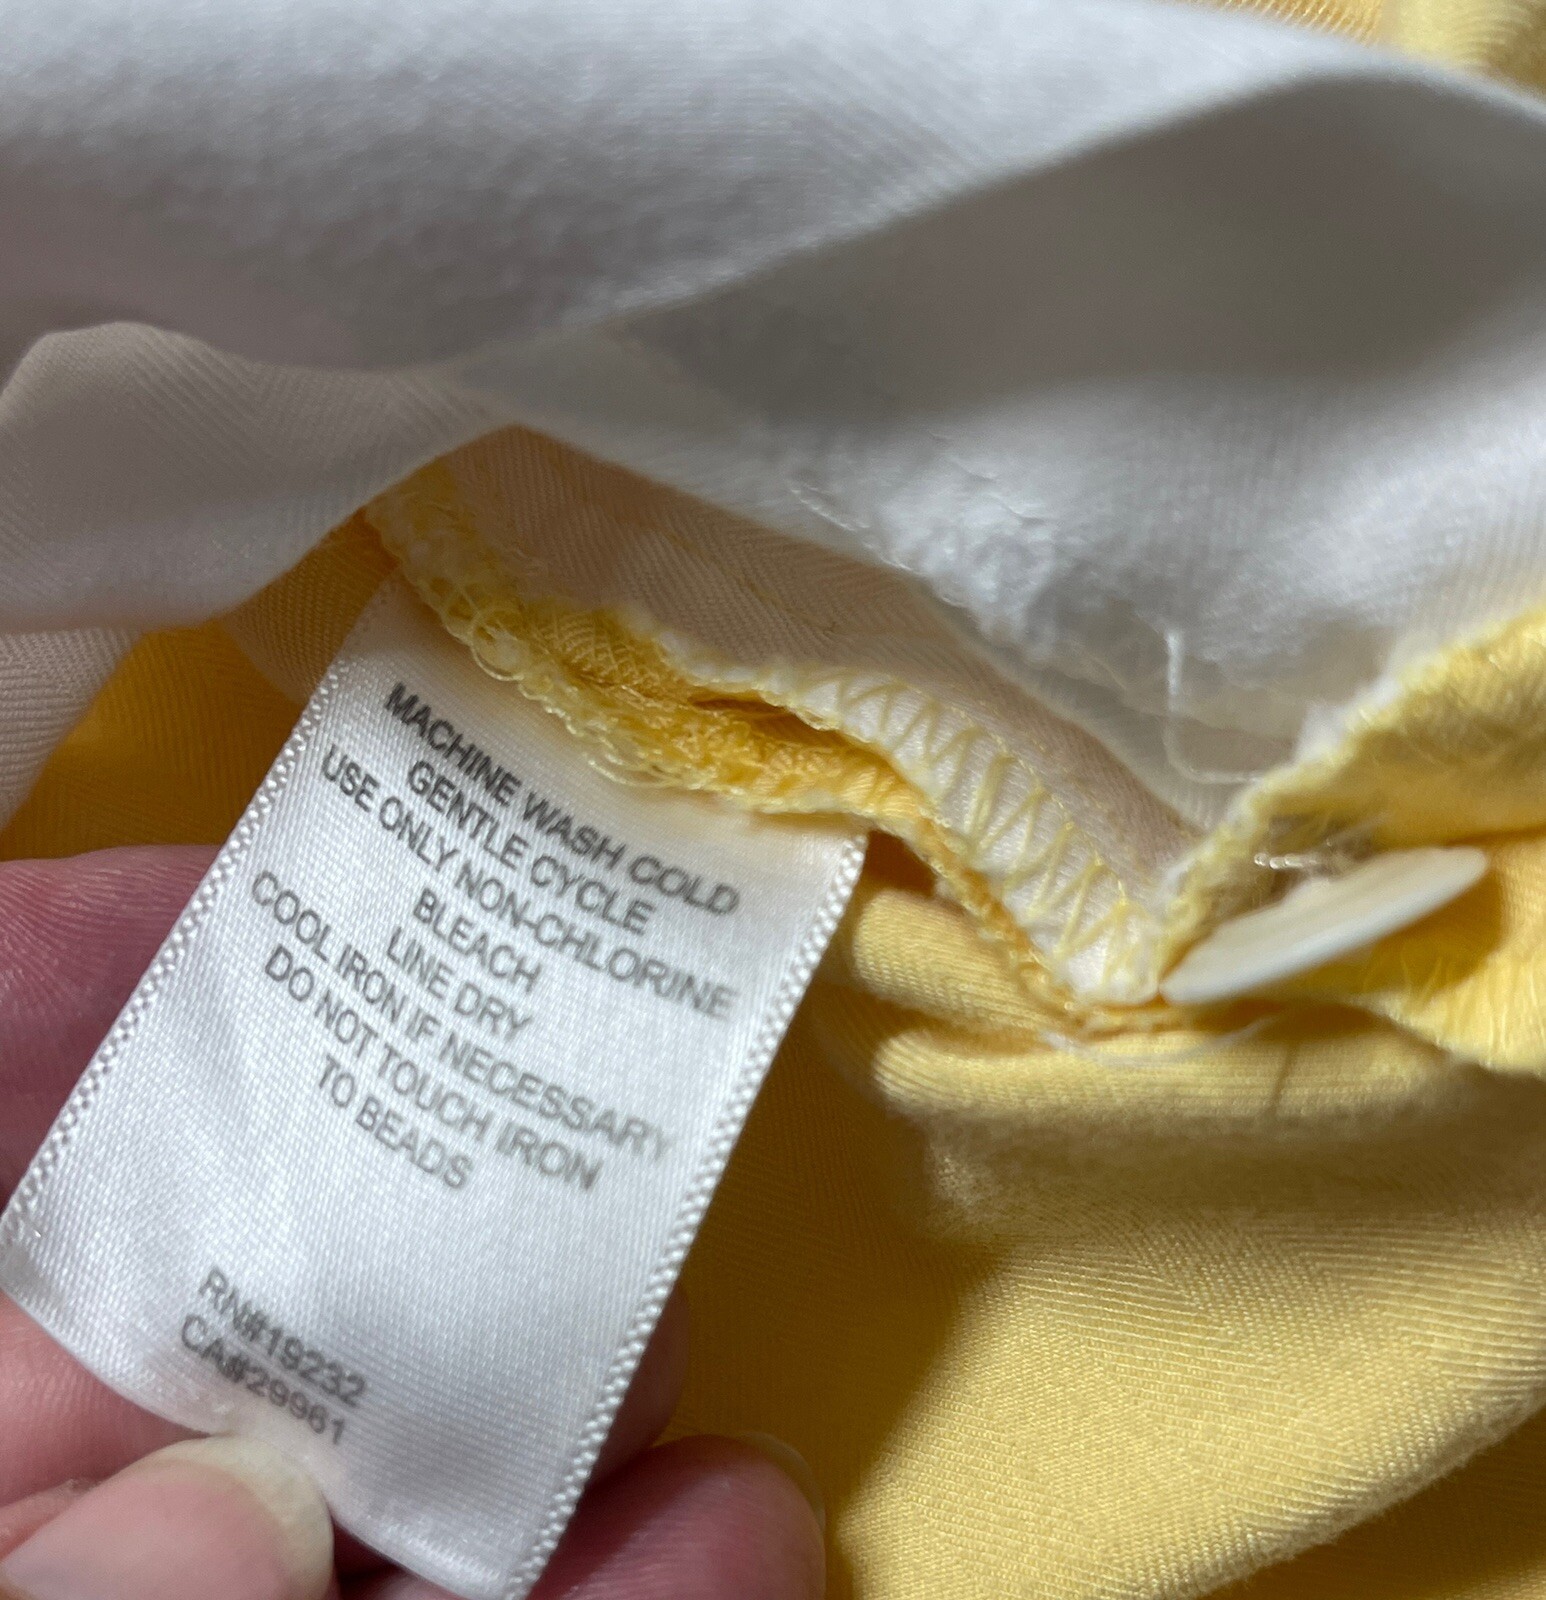 MACHINE WASH COLD
GENTLE CYCLE
USE ONLY NON-CHLORINE
BLEACH
LINE DRY
COOL IRON IF NECESSARY
DO NOT TOUCH IRON
TO BEADS
RN#19232
CA#29961